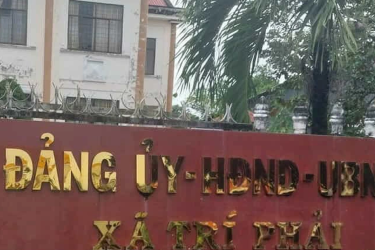 ĐẢNG ỦY-HĐND-UBN
XÃ TRÍ PHẢI